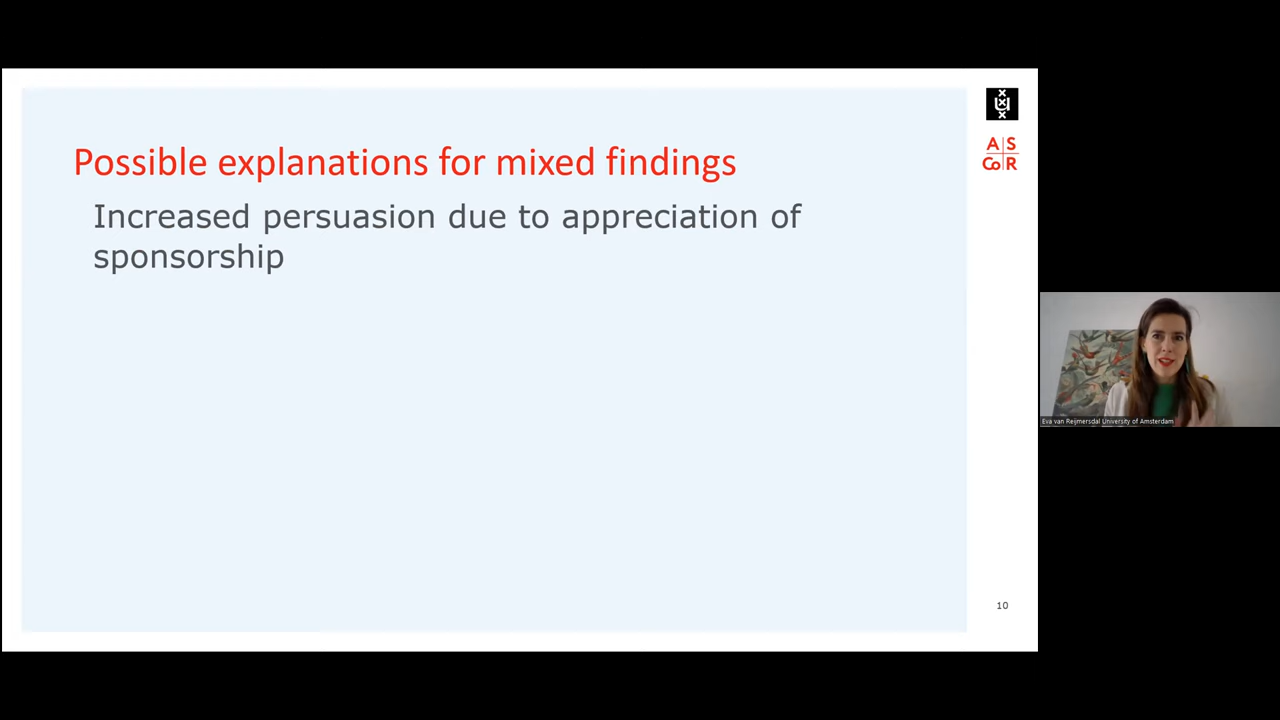 Possible explanations for mixed findings
Increased persuasion due to appreciation of
sponsorship
U
A S
Co R
Eva van Reijmersdal University of Amsterdam
10